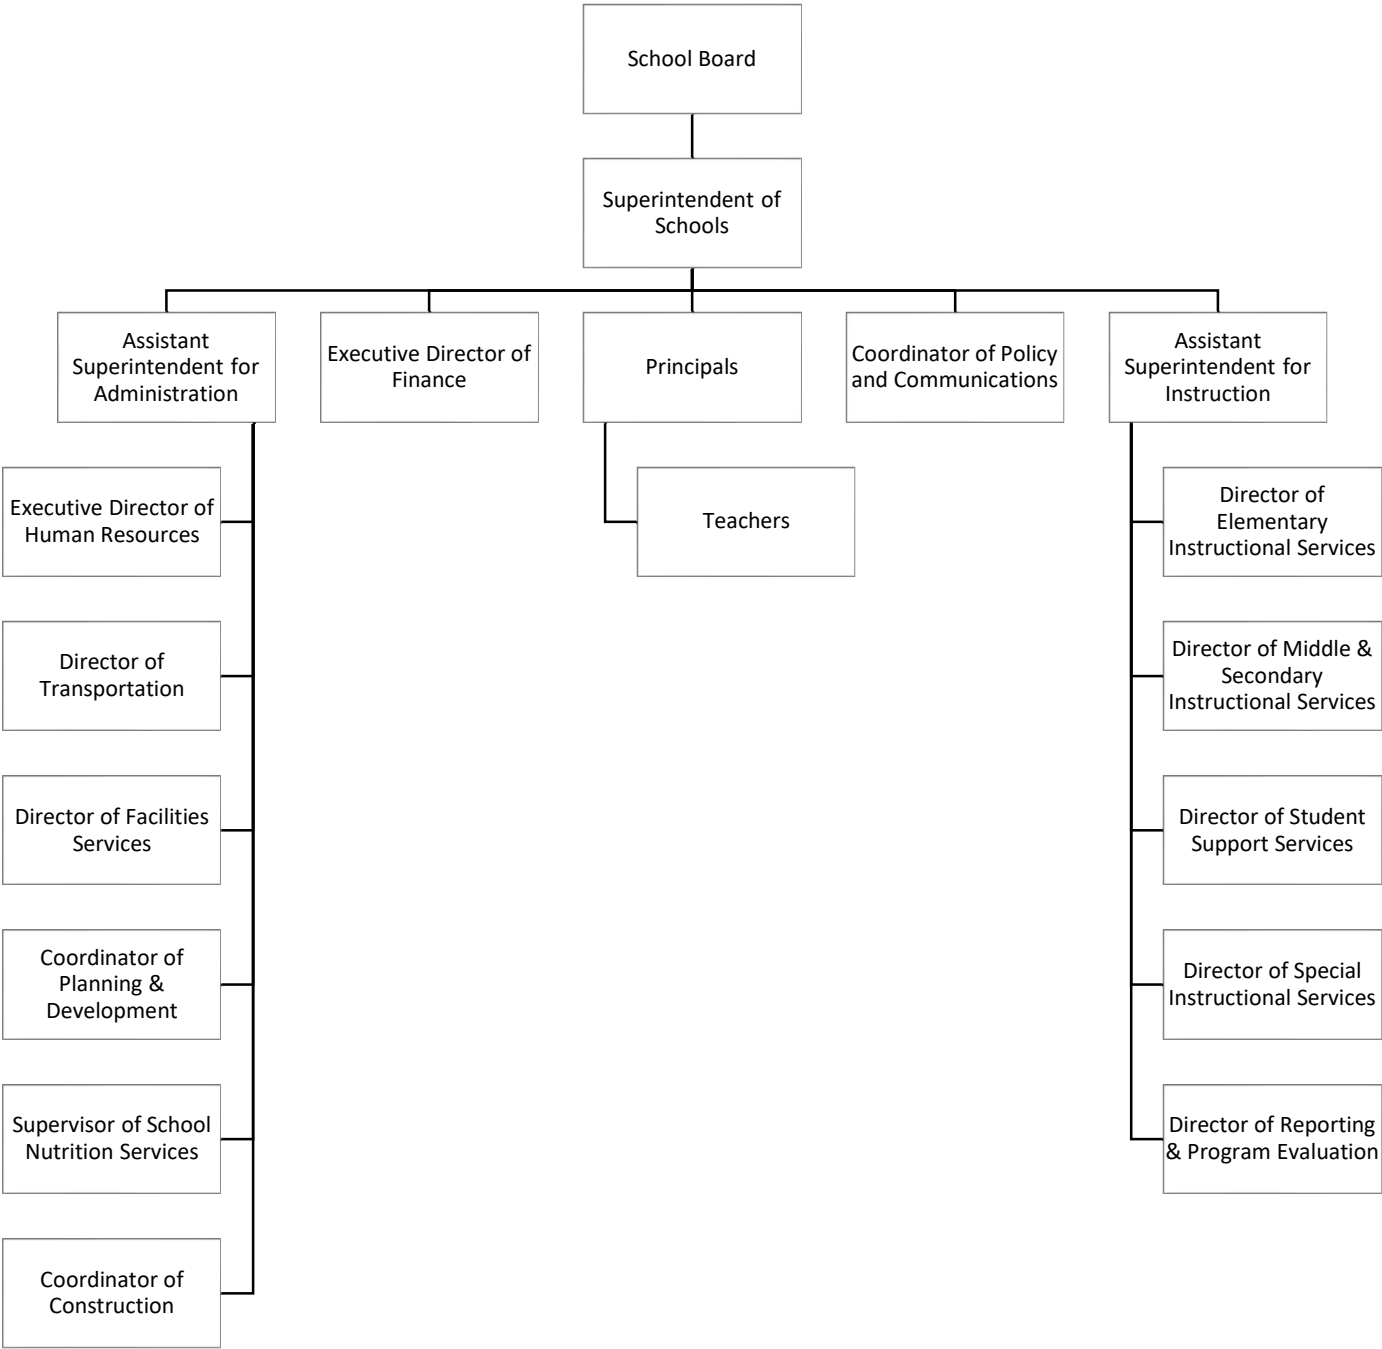 School Board
Superintendent of
Schools
Assistant
Superintendent for
Administration
Executive Director of
Finance
Principals
Coordinator of Policy
and Communications
Assistant
Superintendent for
Instruction
Executive Director of
Human Resources
Teachers
Director of
Elementary
Instructional Services
Director of
Transportation
Director of Middle &
Secondary
Instructional Services
Director of Facilities
Services
Director of Student
Support Services
Coordinator of
Planning &
Development
Director of Special
Instructional Services
Supervisor of School
Nutrition Services
Director of Reporting
& Program Evaluation
Coordinator of
Construction